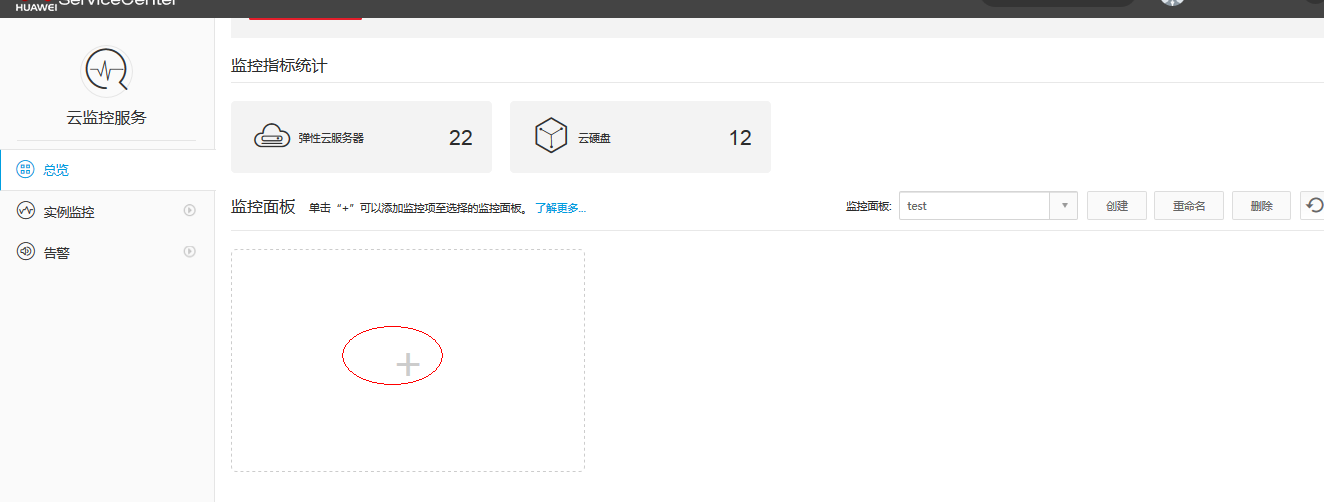 HUAWEI ServiceCenter
监控指标统计
云监控服务
弹性云服务器 22
云硬盘 12
总览
监控面板 单击“+”可以添加监控项至选择的监控面板。 了解更多...
监控面板: test 创建 重命名 删除
实例监控
告警